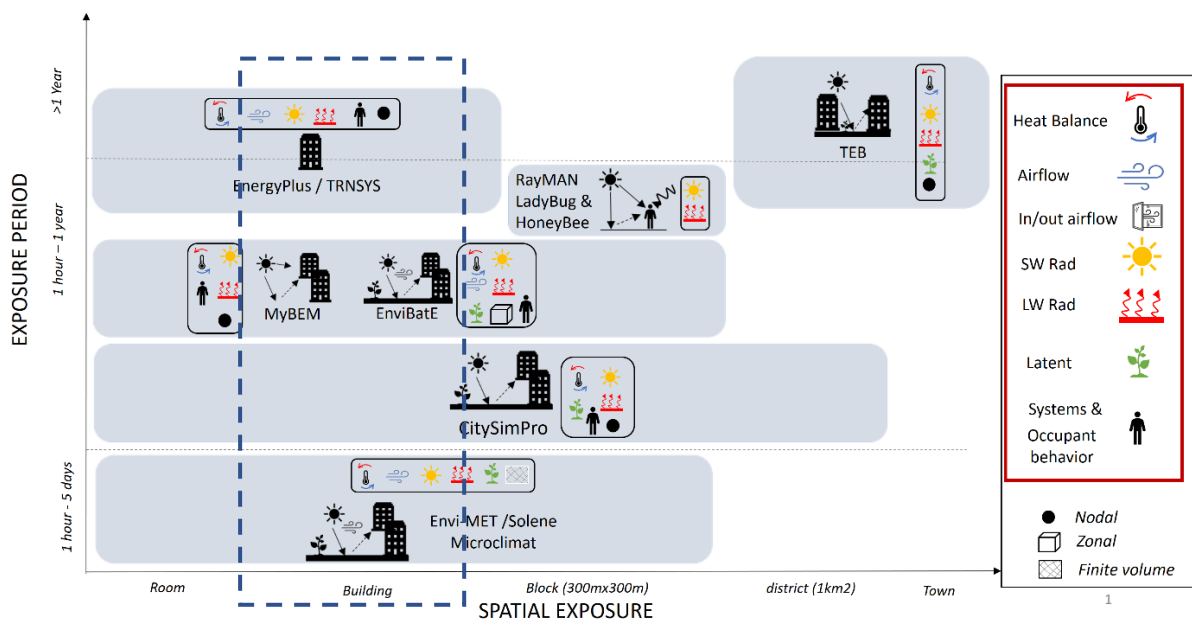 EXPOSURE PERIOD
>1 Year
1 hour – 1 year
1 hour - 5 days
EnergyPlus / TRNSYS
RayMAN
LadyBug &
HoneyBee
TEB
MyBEM
EnviBatE
CitySimPro
Envi-MET /Solene
Microclimat
Room
Building
Block (300mx300m)
district (1km2)
Town
SPATIAL EXPOSURE
Heat Balance
Airflow
In/out airflow
SW Rad
LW Rad
Latent
Systems &
Occupant
behavior
Nodal
Zonal
Finite volume
1